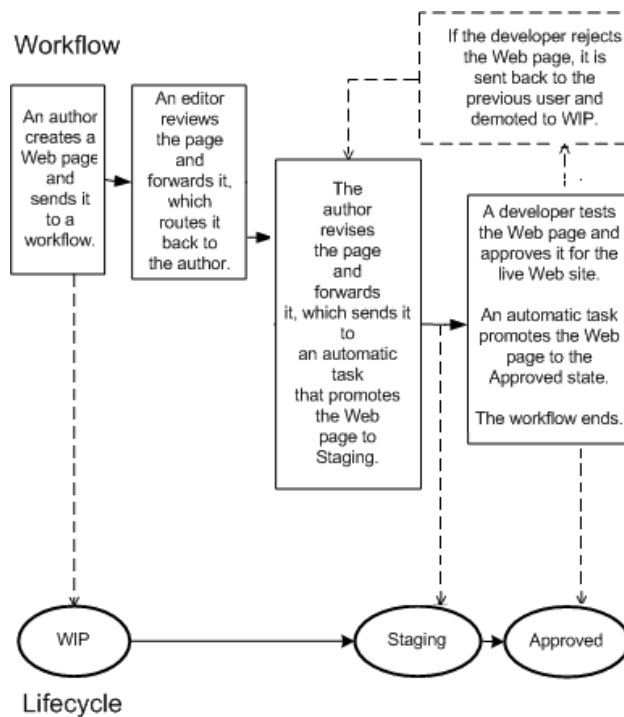 Workflow
An author
creates a
Web page
and
sends it
to a
workflow.
An editor
reviews
the page
and
forwards it,
which
routes it
back to
the author.
The
author
revises
the page
and
forwards
it, which sends it
to
an automatic
task
that promotes
the Web
page to
Staging.
If the developer rejects
the Web page, it is
sent back to the
previous user and
demoted to WIP.
A developer tests
the Web page and
approves it for the
live Web site.
An automatic task
promotes the Web
page to the
Approved state.
The workflow ends.
WIP
Staging
Approved
Lifecycle